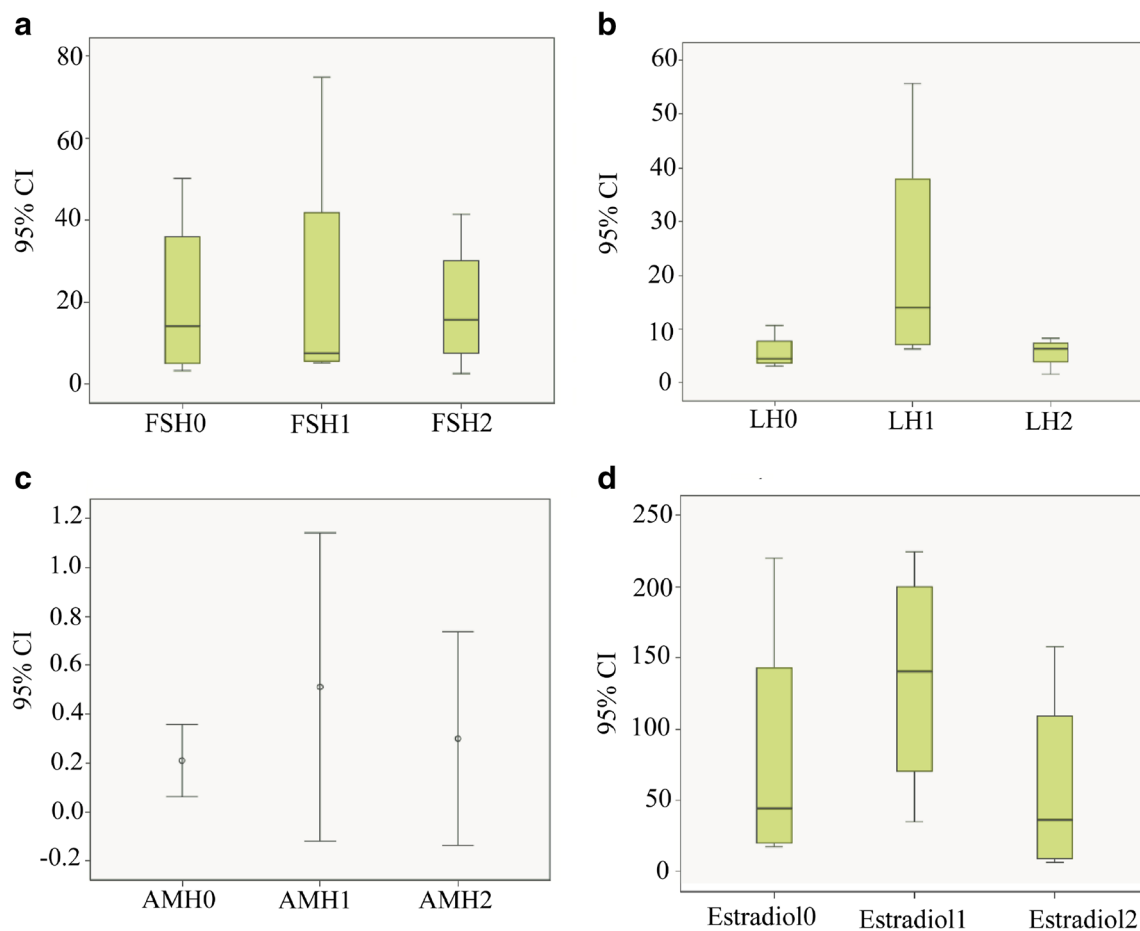 a
80
60
40
20
0
95% CI
FSH0 FSH1 FSH2
b
60
50
40
30
20
10
0
95% CI
LH0 LH1 LH2
c
1.2
1.0
0.8
0.6
0.4
0.2
0.0
-0.2
95% CI
AMH0 AMH1 AMH2
d
250
200
150
100
50
0
95% CI
Estradiol0 Estradiol1 Estradiol2